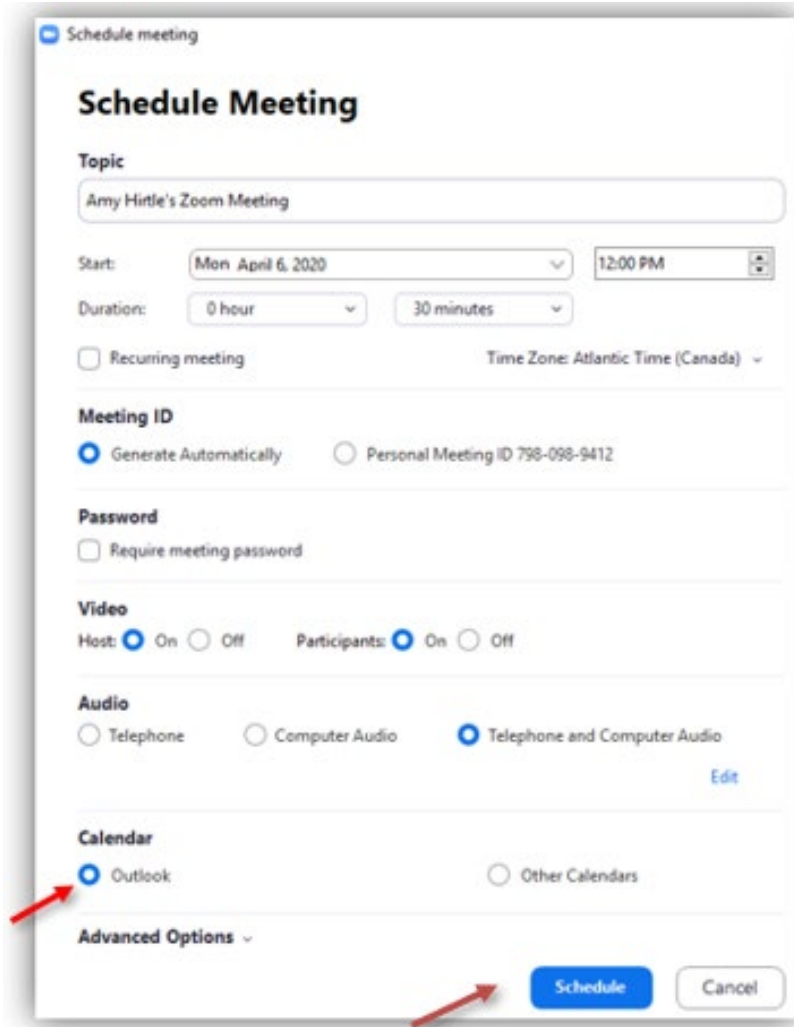 Schedule meeting
Schedule Meeting
Topic
Amy Hirtle's Zoom Meeting
Start: Mon April 6, 2020 12:00 PM
Duration: 0 hour 30 minutes
Recurring meeting Time Zone: Atlantic Time (Canada)
Meeting ID
Generate Automatically Personal Meeting ID 798-098-9412
Password
Require meeting password
Video
Host: On Off Participants: On Off
Audio
Telephone Computer Audio Telephone and Computer Audio
Edit
Calendar
Outlook Other Calendars
Advanced Options
Schedule Cancel